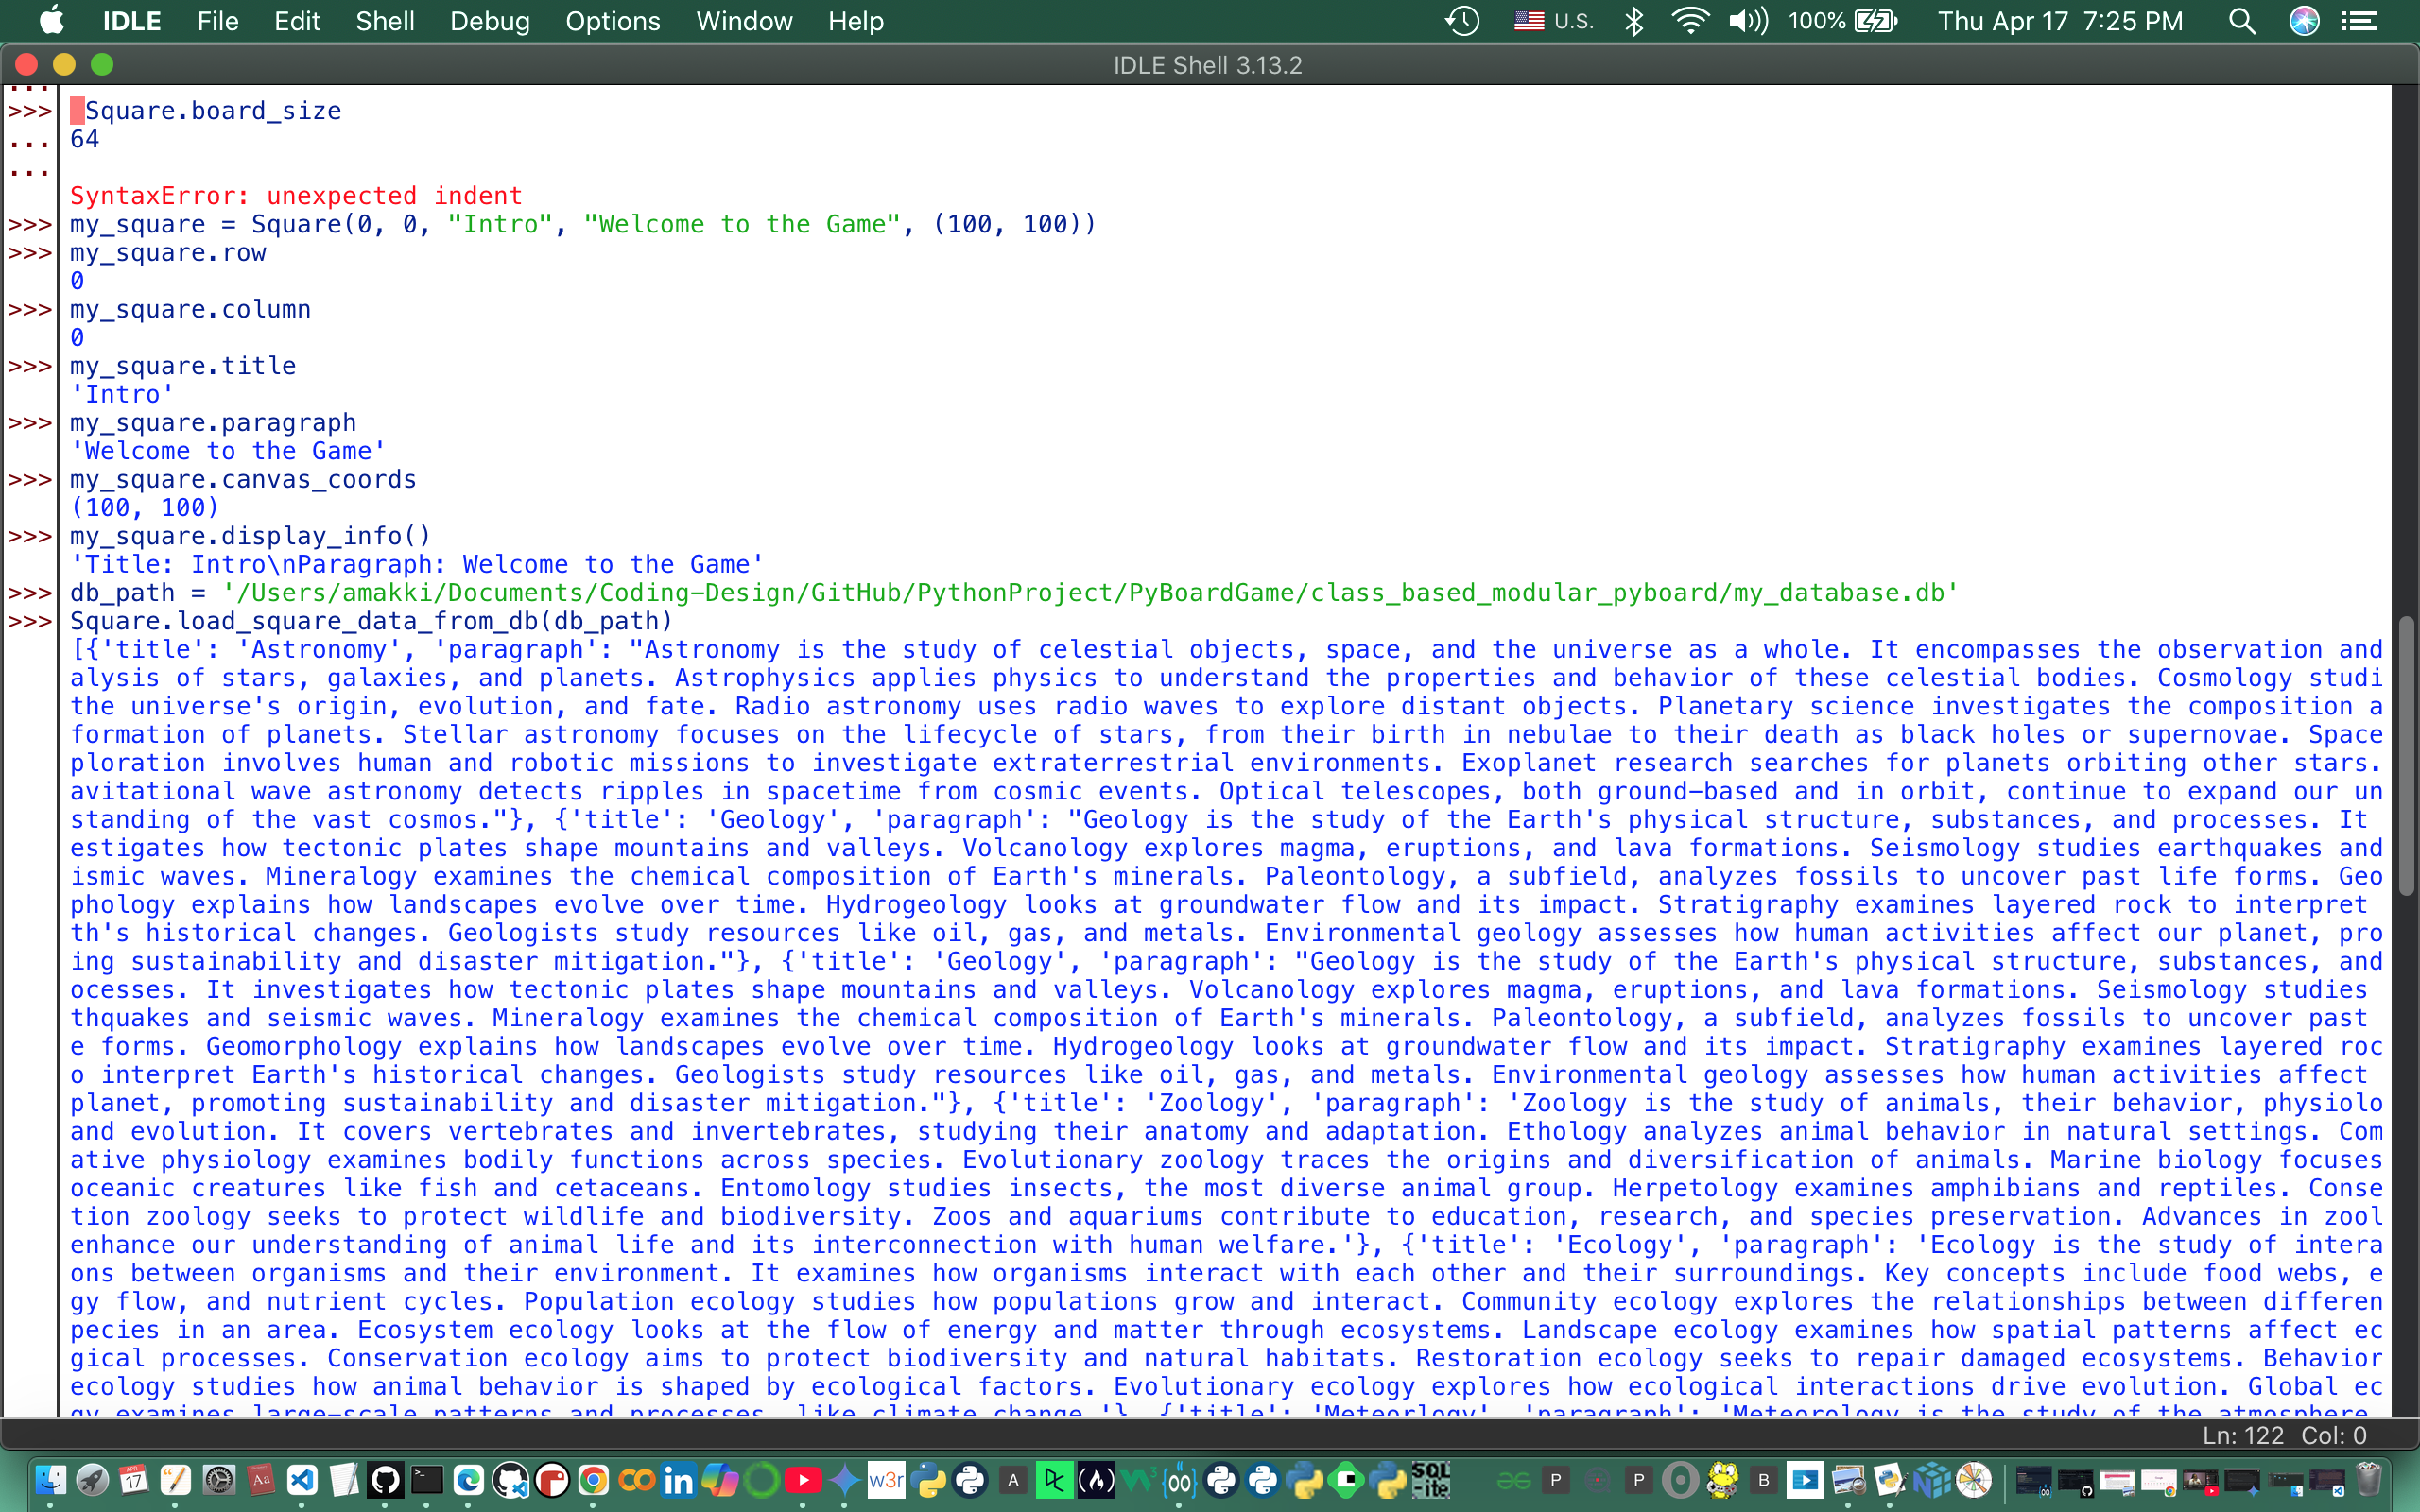 IDLE File Edit Shell Debug Options Window Help U.S. 100% Thu Apr 17 7:25 PM
IDLE Shell 3.13.2
...
>>> Square.board_size
... 64
...
SyntaxError: unexpected indent
>>> my_square = Square(0, 0, "Intro", "Welcome to the Game", (100, 100))
>>> my_square.row
0
>>> my_square.column
0
>>> my_square.title
'Intro'
>>> my_square.paragraph
'Welcome to the Game'
>>> my_square.canvas_coords
(100, 100)
>>> my_square.display_info()
'Title: Intro\nParagraph: Welcome to the Game'
>>> db_path = '/Users/amakki/Documents/Coding-Design/GitHub/PythonProject/PyBoardGame/class_based_modular_pyboard/my_database.db'
>>> Square.load_square_data_from_db(db_path)
[{'title': 'Astronomy', 'paragraph': "Astronomy is the study of celestial objects, space, and the universe as a whole. It encompasses the observation and
alysis of stars, galaxies, and planets. Astrophysics applies physics to understand the properties and behavior of these celestial bodies. Cosmology studi
the universe's origin, evolution, and fate. Radio astronomy uses radio waves to explore distant objects. Planetary science investigates the composition a
formation of planets. Stellar astronomy focuses on the lifecycle of stars, from their birth in nebulae to their death as black holes or supernovae. Space
ploration involves human and robotic missions to investigate extraterrestrial environments. Exoplanet research searches for planets orbiting other stars.
avitational wave astronomy detects ripples in spacetime from cosmic events. Optical telescopes, both ground-based and in orbit, continue to expand our un
standing of the vast cosmos."}, {'title': 'Geology', 'paragraph': "Geology is the study of the Earth's physical structure, substances, and processes. It
estigates how tectonic plates shape mountains and valleys. Volcanology explores magma, eruptions, and lava formations. Seismology studies earthquakes and
ismic waves. Mineralogy examines the chemical composition of Earth's minerals. Paleontology, a subfield, analyzes fossils to uncover past life forms. Geo
phology explains how landscapes evolve over time. Hydrogeology looks at groundwater flow and its impact. Stratigraphy examines layered rock to interpret
th's historical changes. Geologists study resources like oil, gas, and metals. Environmental geology assesses how human activities affect our planet, pro
ing sustainability and disaster mitigation."}, {'title': 'Geology', 'paragraph': "Geology is the study of the Earth's physical structure, substances, and
ocesses. It investigates how tectonic plates shape mountains and valleys. Volcanology explores magma, eruptions, and lava formations. Seismology studies
thquakes and seismic waves. Mineralogy examines the chemical composition of Earth's minerals. Paleontology, a subfield, analyzes fossils to uncover past
e forms. Geomorphology explains how landscapes evolve over time. Hydrogeology looks at groundwater flow and its impact. Stratigraphy examines layered roc
o interpret Earth's historical changes. Geologists study resources like oil, gas, and metals. Environmental geology assesses how human activities affect
planet, promoting sustainability and disaster mitigation."}, {'title': 'Zoology', 'paragraph': 'Zoology is the study of animals, their behavior, physiolo
and evolution. It covers vertebrates and invertebrates, studying their anatomy and adaptation. Ethology analyzes animal behavior in natural settings. Com
ative physiology examines bodily functions across species. Evolutionary zoology traces the origins and diversification of animals. Marine biology focuses
oceanic creatures like fish and cetaceans. Entomology studies insects, the most diverse animal group. Herpetology examines amphibians and reptiles. Conse
tion zoology seeks to protect wildlife and biodiversity. Zoos and aquariums contribute to education, research, and species preservation. Advances in zool
enhance our understanding of animal life and its interconnection with human welfare.'}, {'title': 'Ecology', 'paragraph': 'Ecology is the study of intera
ons between organisms and their environment. It examines how organisms interact with each other and their surroundings. Key concepts include food webs, e
gy flow, and nutrient cycles. Population ecology studies how populations grow and interact. Community ecology explores the relationships between differen
pecies in an area. Ecosystem ecology looks at the flow of energy and matter through ecosystems. Landscape ecology examines how spatial patterns affect ec
gical processes. Conservation ecology aims to protect biodiversity and natural habitats. Restoration ecology seeks to repair damaged ecosystems. Behavior
ecology studies how animal behavior is shaped by ecological factors. Evolutionary ecology explores how ecological interactions drive evolution. Global ec
gy examines large-scale patterns and processes, like climate change.'}, {'title': 'Meteorlogy', 'paragraph': 'Meteorology is the study of the atmosphere,
Ln: 122 Col: 0
APR 17 Aa in w3r A DC W3 SQL -ite GG P P B